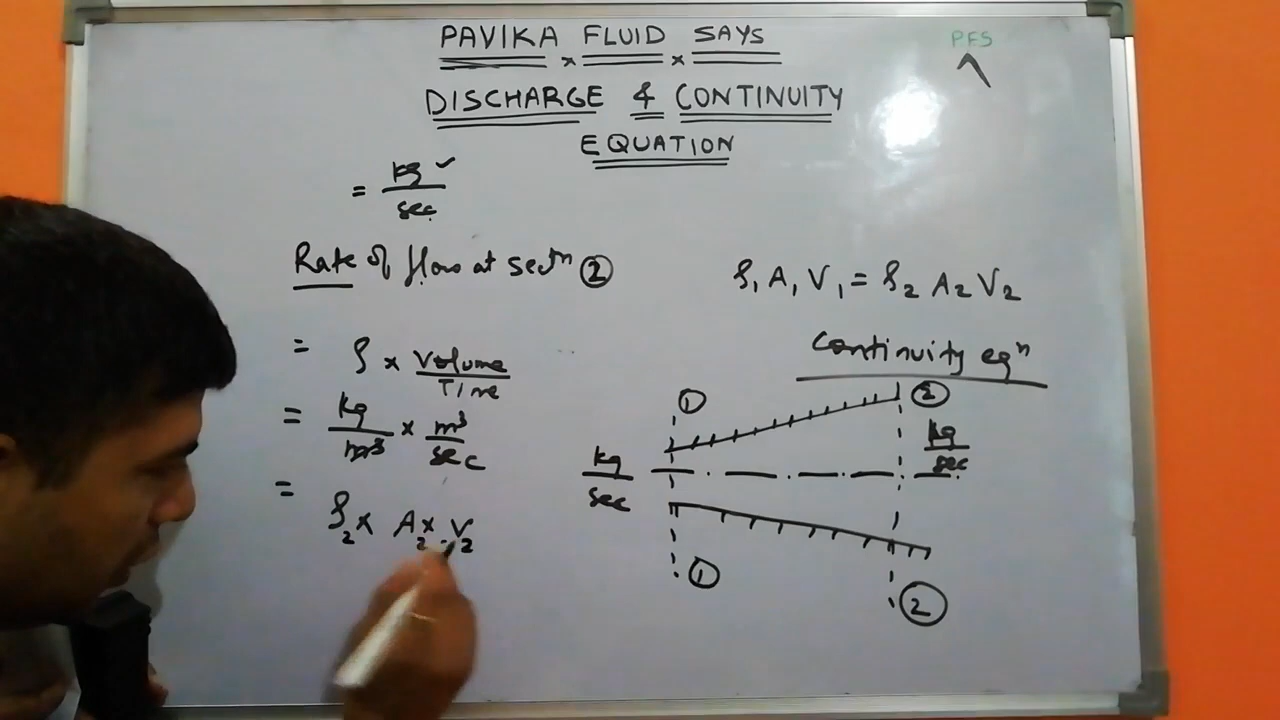 PAVIKA FLUID SAYS
PFS
DISCHARGE & CONTINUITY
EQUATION
= kg ✓
sec
Rate of flow at sectn ②
= ρ × Volume
Time
= kg × m³
m³ sec
= ρ₂ × A₂ × V₂
ρ₁ A₁ V₁ = ρ₂ A₂ V₂
Continuity eqn
① ②
kg
sec
kg
sec
① ②